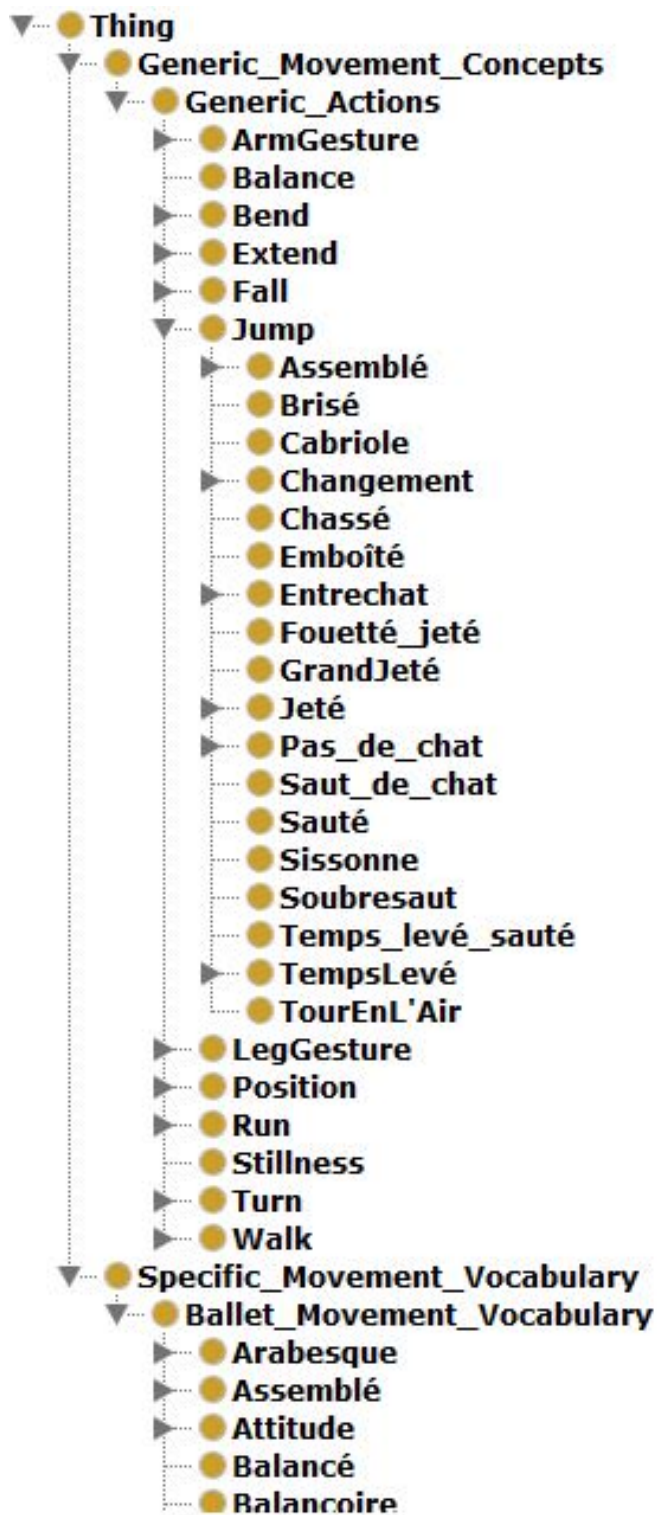 Thing
Generic_Movement_Concepts
Generic_Actions
ArmGesture
Balance
Bend
Extend
Fall
Jump
Assemblé
Brisé
Cabriole
Changement
Chassé
Emboîté
Entrechat
Fouetté_jeté
GrandJeté
Jeté
Pas_de_chat
Saut_de_chat
Sauté
Sissonne
Soubresaut
Temps_levé_sauté
TempsLevé
TourEnL'Air
LegGesture
Position
Run
Stillness
Turn
Walk
Specific_Movement_Vocabulary
Ballet_Movement_Vocabulary
Arabesque
Assemblé
Attitude
Balancé
Balancoire